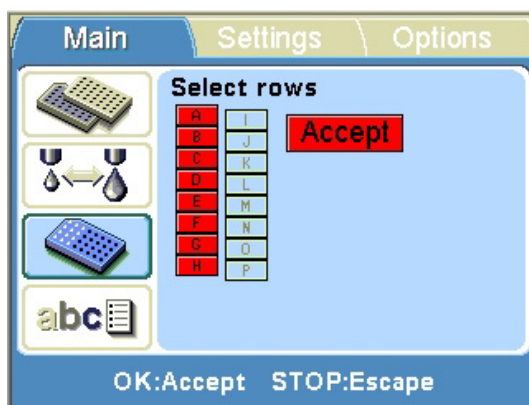 Main Settings Options
Select rows
A I
B J
C K
D L
E M
F N
G O
H P
Accept
abc
OK:Accept STOP:Escape